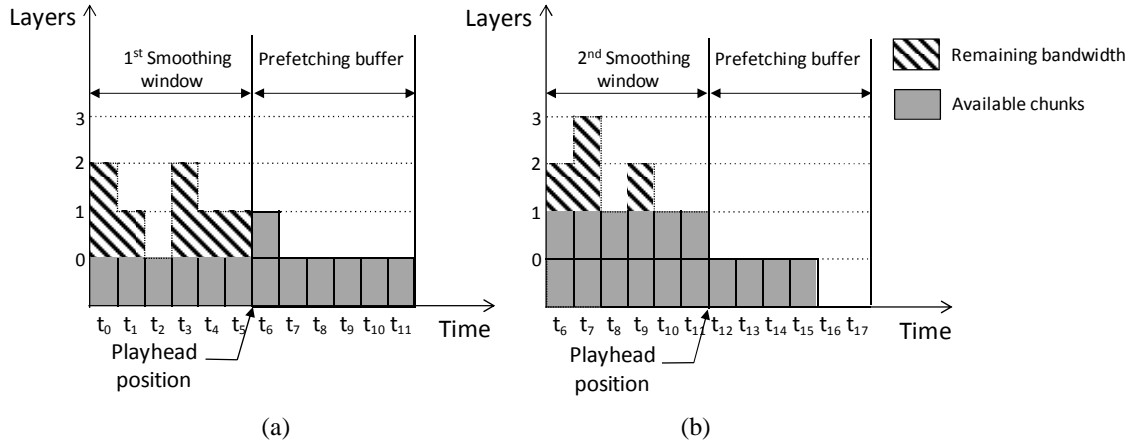 Layers
1st Smoothing
window
Prefetching buffer
3
2
1
0
t0 t1 t2 t3 t4 t5 t6 t7 t8 t9 t10 t11
Time
Playhead
position
(a)
Layers
2nd Smoothing
window
Prefetching buffer
3
2
1
0
t6 t7 t8 t9 t10 t11 t12 t13 t14 t15 t16 t17
Time
Playhead
position
(b)
Remaining bandwidth
Available chunks